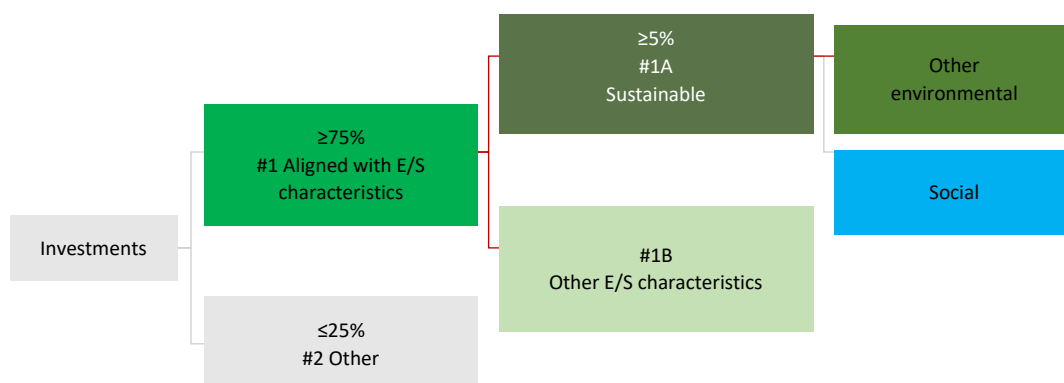 Investments
≥75%
#1 Aligned with E/S
characteristics
≤25%
#2 Other
≥5%
#1A
Sustainable
#1B
Other E/S characteristics
Other
environmental
Social